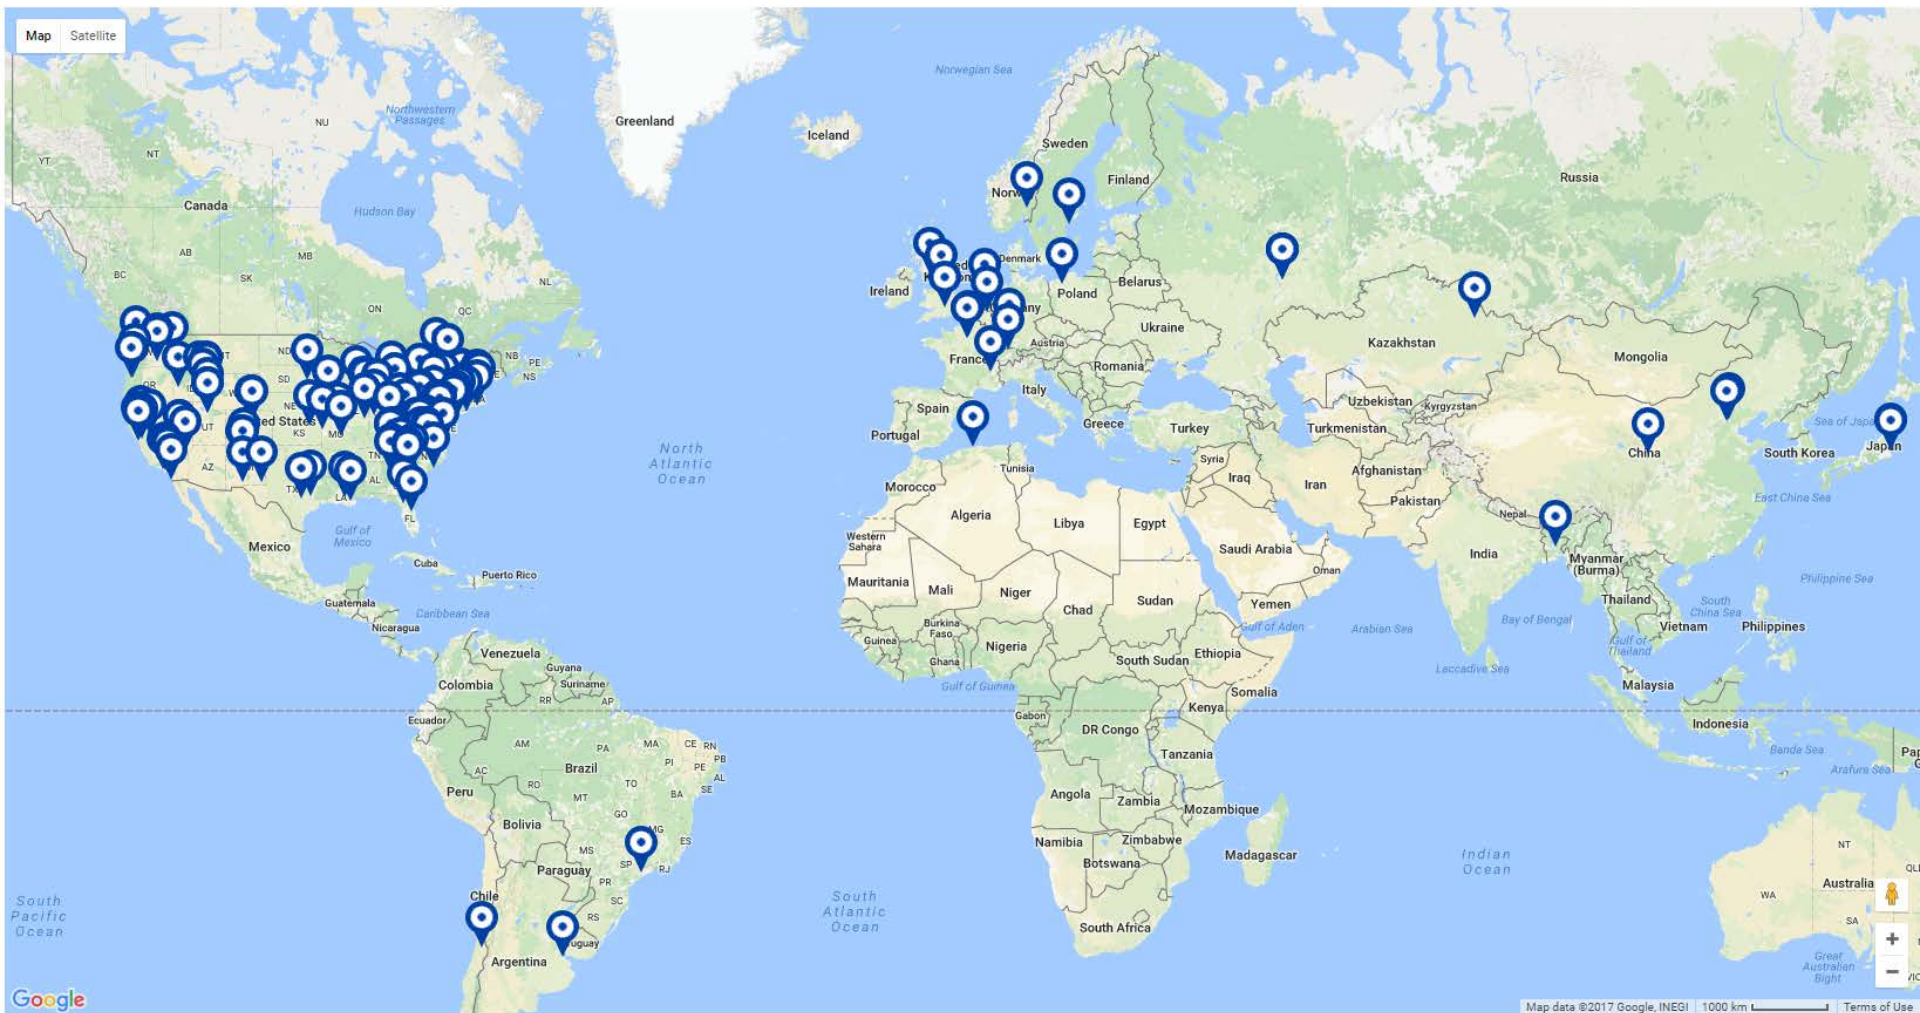 Map Satellite
Norwegian Sea
Northwestern
Passages
NU
Greenland
Iceland
Sweden
YT
NT
Finland
Russia
Canada
Hudson Bay
AB
MB
BC
SK
NL
ON
QC
Denmark
Ireland
Poland
Belarus
Ukraine
Austria
Kazakhstan
Mongolia
France
Romania
NB
PE
NS
ND
SD
OR
NE
UT
KS
Italy
Spain
Portugal
Greece
Turkey
Uzbekistan
Kyrgyzstan
Turkmenistan
China
South Korea
Japan
North
Atlantic
Ocean
AZ
TN
AL
LA
FL
Tunisia
Syria
Iraq
Iran
Afghanistan
Pakistan
East China Sea
Morocco
Algeria
Libya
Egypt
Nepal
Gulf of
Mexico
Mexico
Western
Sahara
Saudi Arabia
India
Myanmar
(Burma)
Cuba
Puerto Rico
Oman
Mauritania
Mali
Niger
Chad
Sudan
Yemen
Thailand
Philippine Sea
Guatemala
Caribbean Sea
Nicaragua
Burkina
Faso
Guinea
Ghana
Nigeria
Gulf of Aden
Arabian Sea
Bay of Bengal
South
China Sea
Vietnam
Philippines
Gulf of
Thailand
Venezuela
Guyana
Suriname
Colombia
RR
AP
South Sudan
Ethiopia
Laccadive Sea
Gulf of Guinea
Somalia
Malaysia
Ecuador
Gabon
Kenya
Indonesia
DR Congo
AM
PA
MA
CE
RN
PB
PI
PE
AL
SE
Tanzania
Banda Sea
Arafura Sea
AC
Brazil
RO
TO
BA
MT
Peru
Angola
Zambia
Mozambique
Bolivia
GO
MG
ES
Namibia
Zimbabwe
Botswana
Madagascar
Indian
Ocean
NT
MS
SP
RJ
Paraguay
PR
SC
Chile
RS
South
Pacific
Ocean
South
Atlantic
Ocean
WA
Australia
SA
South Africa
Argentina
Great
Australian
Bight
Google
Map data ©2017 Google, INEGI 1000 km Terms of Use